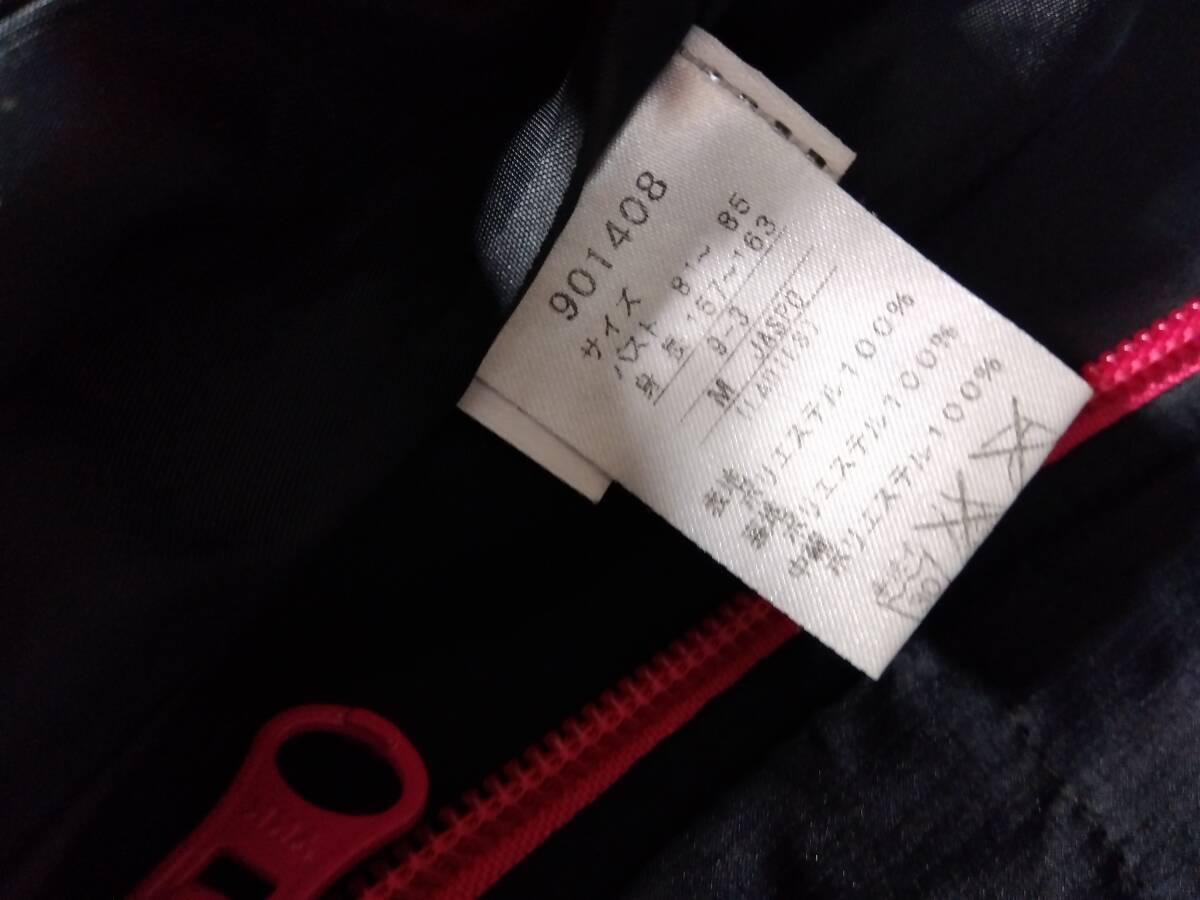 901408
サイズ
バスト 81~ 85
身長 157~163
9-3
M JASPO
表地
ポリエステル100%
裏地
ポリエステル100%
中綿
ポリエステル100%